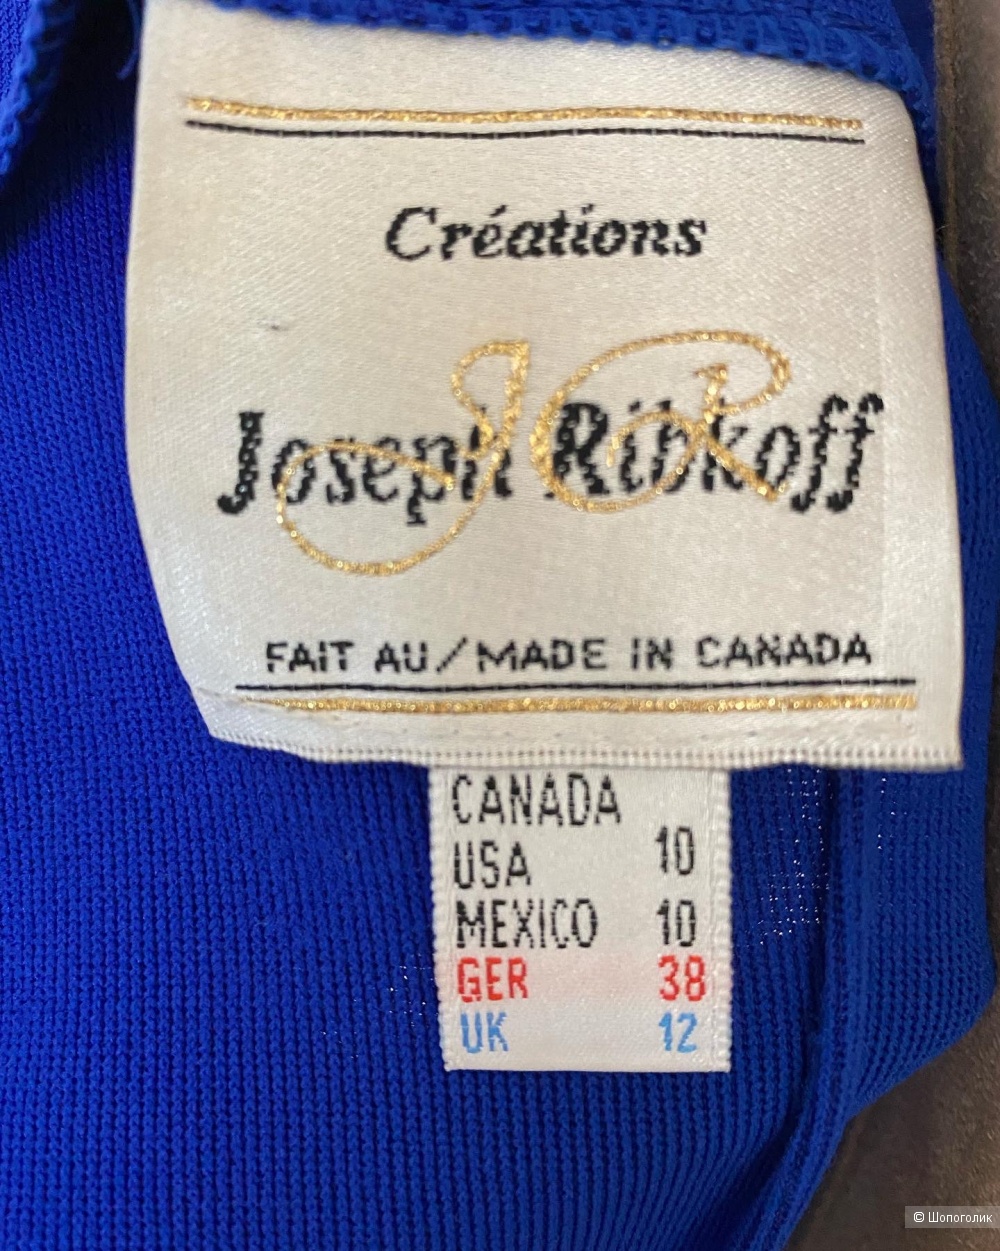 Créations
Joseph Ribkoff
FAIT AU/MADE IN CANADA
CANADA
USA 10
MEXICO 10
GER 38
UK 12
© Шопоголик